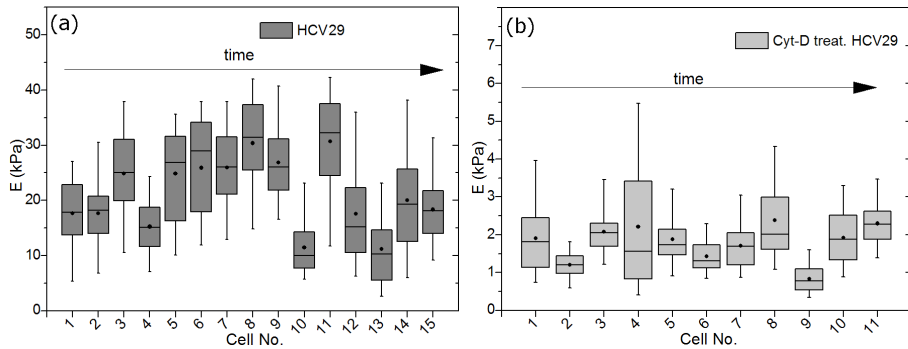 (a)
HCV29
time
E (kPa)
50
40
30
20
10
0
1 2 3 4 5 6 7 8 9 10 11 12 13 14 15
Cell No.
(b)
Cyt-D treat. HCV29
time
E (kPa)
8
7
6
5
4
3
2
1
0
1 2 3 4 5 6 7 8 9 10 11
Cell No.